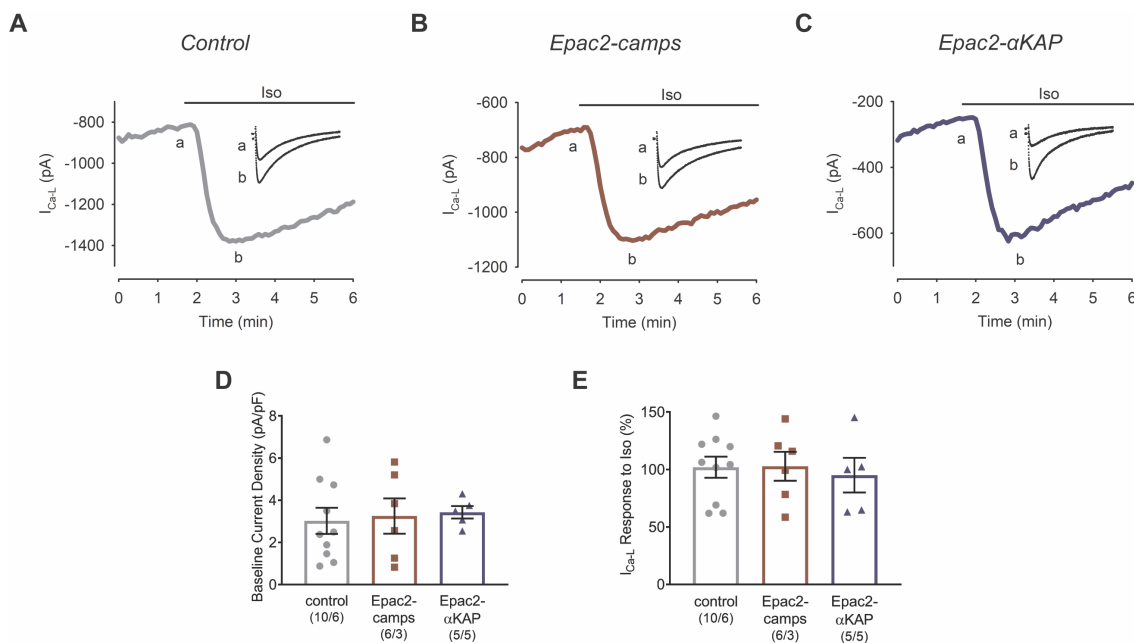 A
Control
Iso
-800
-1000
-1200
-1400
I Ca-L (pA)
a
b
a
b
0 1 2 3 4 5 6
Time (min)
B
Epac2-camps
Iso
-600
-800
-1000
-1200
I Ca-L (pA)
a
b
a
b
0 1 2 3 4 5 6
Time (min)
C
Epac2-αKAP
Iso
-200
-400
-600
I Ca-L (pA)
a
b
a
b
0 1 2 3 4 5 6
Time (min)
D
Baseline Current Density (pA/pF)
8
6
4
2
0
control
(10/6)
Epac2-
camps
(6/3)
Epac2-
αKAP
(5/5)
E
I Ca-L Response to Iso (%)
150
100
50
0
control
(10/6)
Epac2-
camps
(6/3)
Epac2-
αKAP
(5/5)